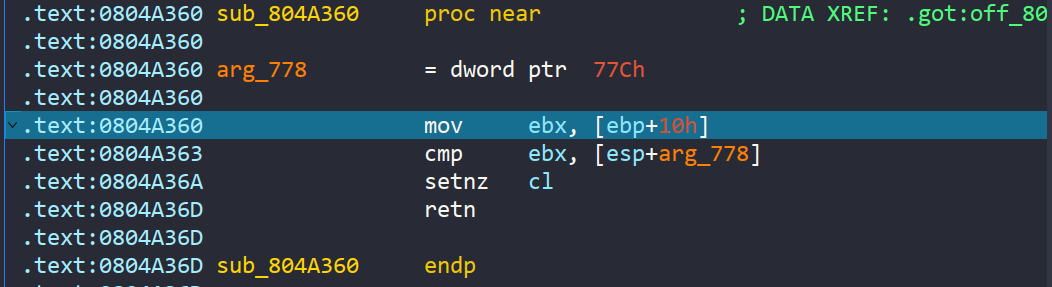 .text:0804A360 sub_804A360 proc near ; DATA XREF: .got:off_80
.text:0804A360
.text:0804A360 arg_778 = dword ptr 77Ch
.text:0804A360
.text:0804A360 mov ebx, [ebp+10h]
.text:0804A363 cmp ebx, [esp+arg_778]
.text:0804A36A setnz cl
.text:0804A36D retn
.text:0804A36D
.text:0804A36D sub_804A360 endp